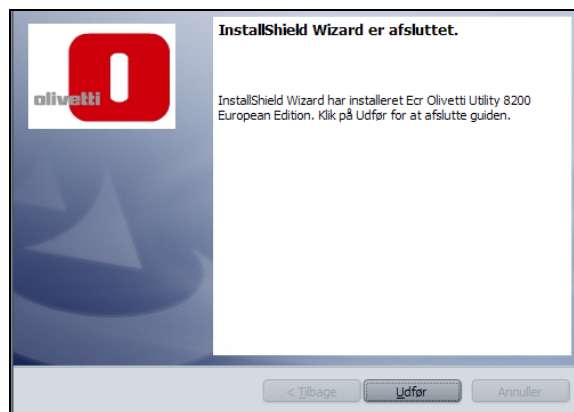 InstallShield Wizard er afsluttet.
olivetti
InstallShield Wizard har installeret Ecr Olivetti Utility 8200
European Edition. Klik på Udfør for at afslutte guiden.
< Tilbage
Udfør
Annuller